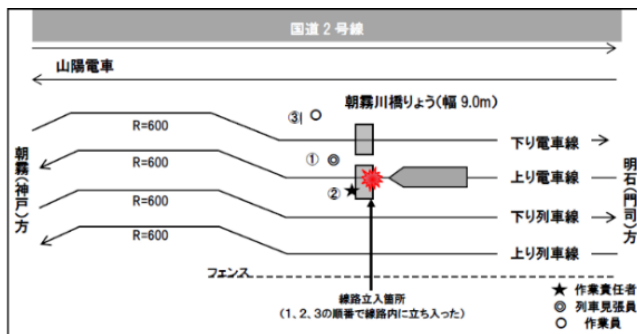 国道2号線
山陽電車
朝霧川橋りょう(幅 9.0m)
③
R=600
下り電車線
①
R=600
上り電車線
②
R=600
下り列車線
R=600
上り列車線
朝霧(神戸)方
明石(門司)方
フェンス
線路立入箇所
(1、2、3の順番で線路内に立ち入った)
★ 作業責任者
◎ 列車見張員
○ 作業員